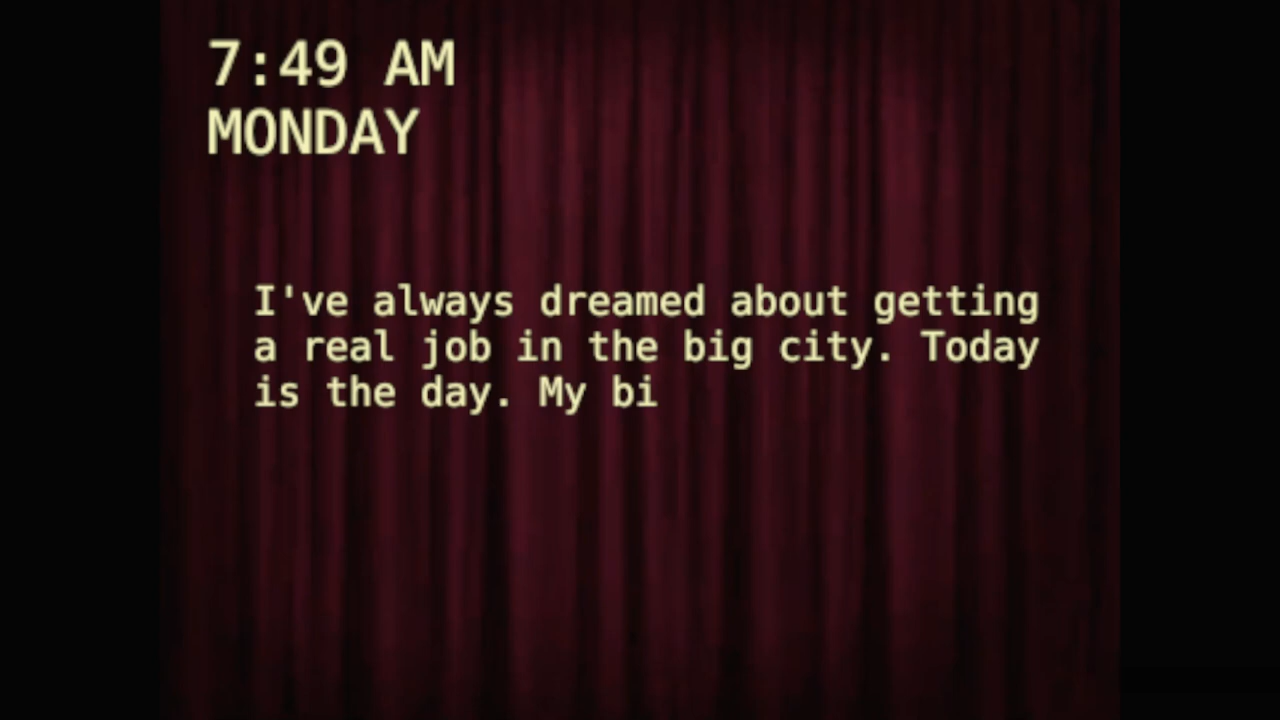 7:49 AM
MONDAY
I've always dreamed about getting
a real job in the big city. Today
is the day. My bi